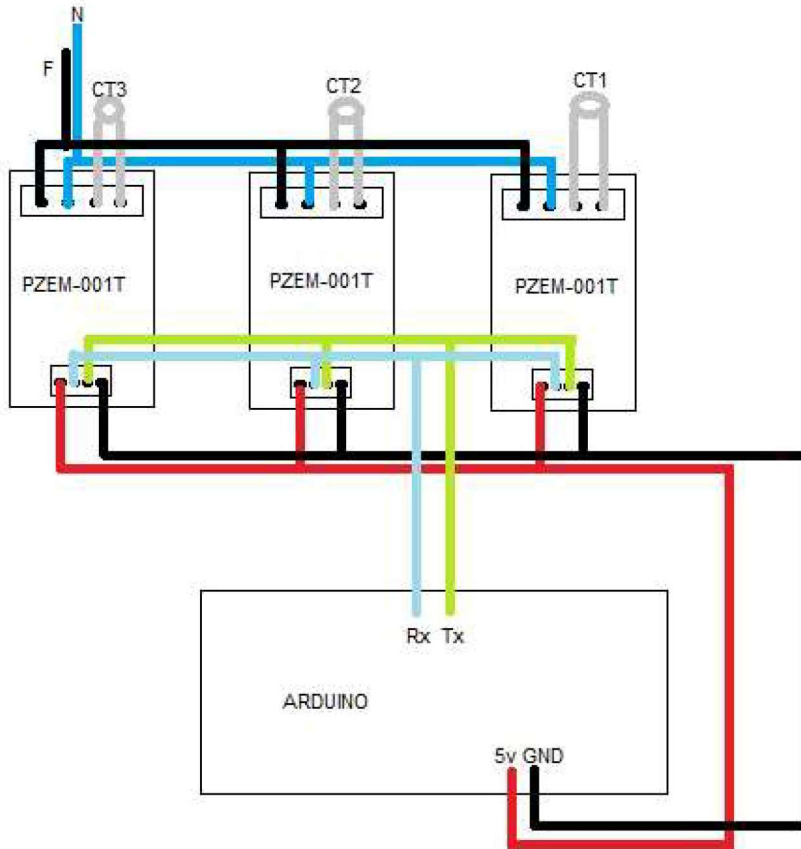 N
F
CT3
CT2
CT1
PZEM-001T
PZEM-001T
PZEM-001T
Rx Tx
ARDUINO
5v GND